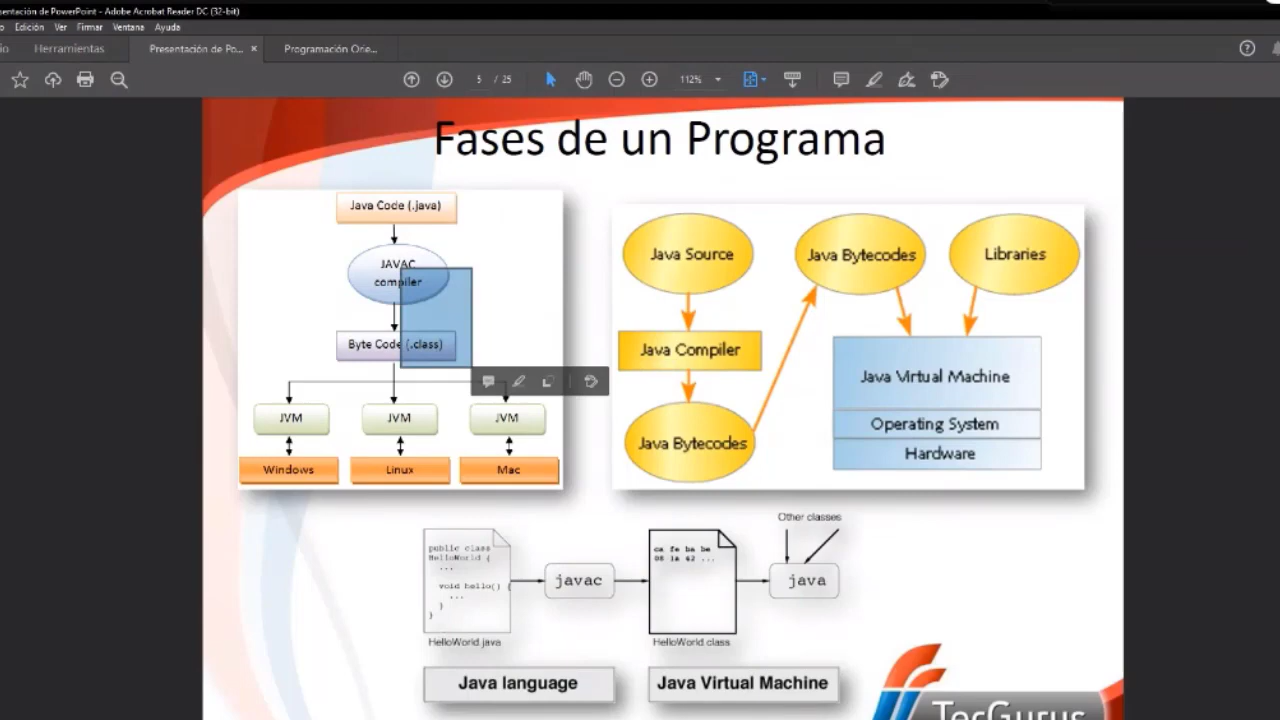 esentación de PowerPoint - Adobe Acrobat Reader DC (32-bit)
o Edición Ver Firmar Ventana Ayuda
io Herramientas Presentación de Po... × Programación Orie...
5 / 25 112%
Fases de un Programa
Java Code (.java)
JAVAC
compiler
Byte Code (.class)
JVM JVM JVM
Windows Linux Mac
Java Source Java Bytecodes Libraries
Java Compiler
Java Virtual Machine
Java Bytecodes
Operating System
Hardware
Other classes
public class
HelloWorld {
...
void hello() {
...
}
}
ca fe ba be
javac
java
HelloWorld.java
HelloWorld.class
Java language
Java Virtual Machine
TecGurus